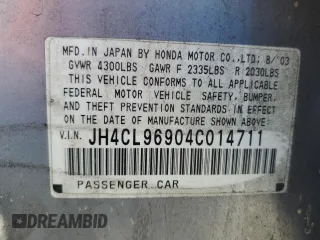 MFD. IN JAPAN BY HONDA MOTOR CO., LTD; 8/03
GVWR 4300LBS GAWR F 2335LBS R 2030LBS
THIS VEHICLE CONFORMS TO ALL APPLICABLE
FEDERAL MOTOR VEHICLE SAFETY, BUMPER,
AND THEFT PREVENTION STANDARDS IN EFFECT
ON THE DATE OF MANUFACTURE SHOWN ABOVE.
V.I.N. JH4CL96904C014711
PASSENGER CAR
DREAMBID